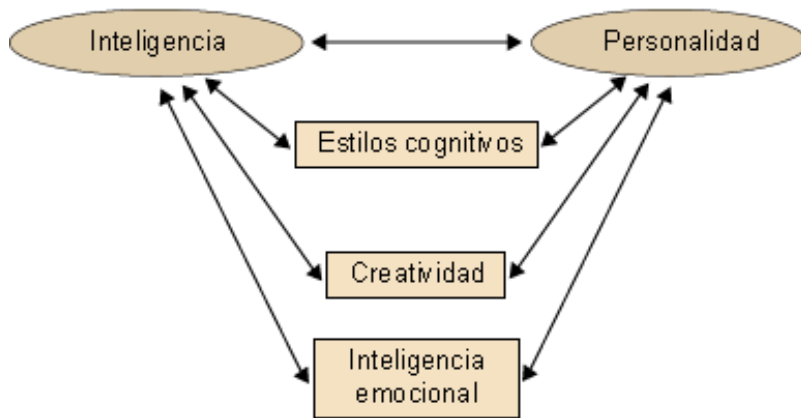 Inteligencia
Personalidad
Estilos cognitivos
Creatividad
Inteligencia
emocional